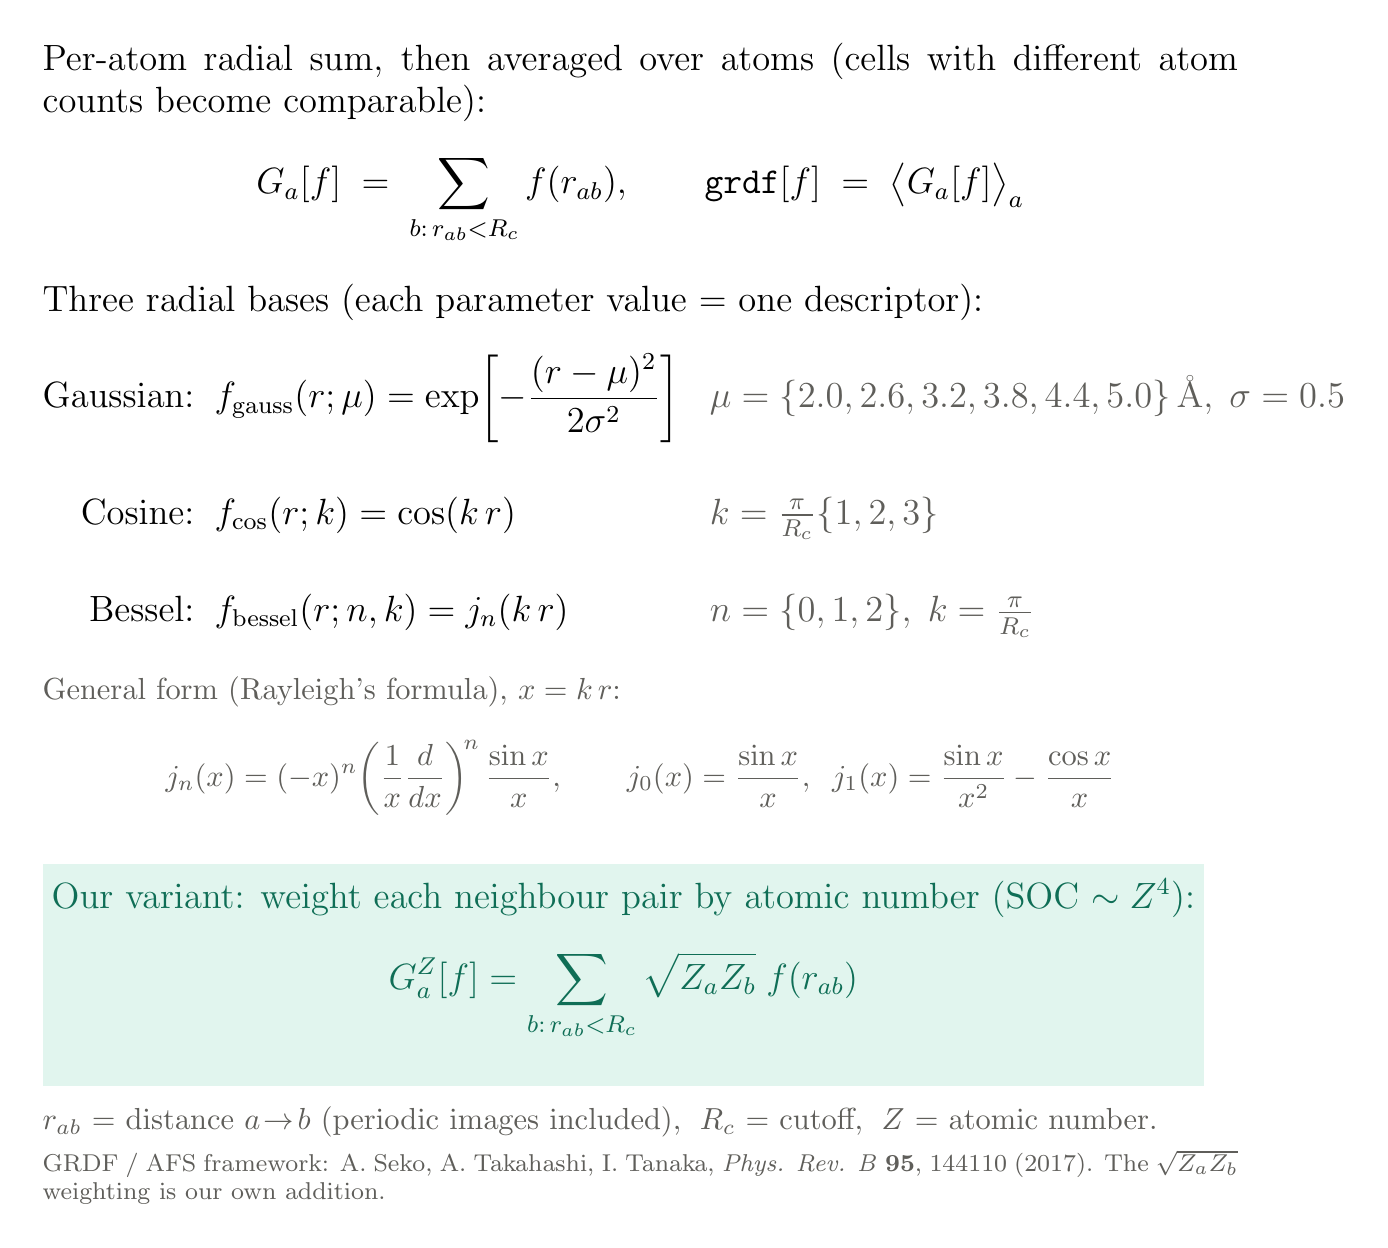 Per-atom radial sum, then averaged over atoms (cells with different atom
counts become comparable):
G_a[f] = ∑_{b: r_{ab}<R_c} f(r_{ab}), grdf[f] = ⟨G_a[f]⟩_a
Three radial bases (each parameter value = one descriptor):
Gaussian: f_{gauss}(r; μ) = exp[−(r − μ)^2 / 2σ^2] μ = {2.0, 2.6, 3.2, 3.8, 4.4, 5.0} Å, σ = 0.5
Cosine: f_{cos}(r; k) = cos(k r) k = π/R_c {1, 2, 3}
Bessel: f_{bessel}(r; n, k) = j_n(k r) n = {0, 1, 2}, k = π/R_c
General form (Rayleigh's formula), x = k r:
j_n(x) = (−x)^n (1/x d/dx)^n sin x / x, j_0(x) = sin x / x, j_1(x) = sin x / x^2 − cos x / x
Our variant: weight each neighbour pair by atomic number (SOC ∼ Z^4):
G_a^Z[f] = ∑_{b: r_{ab}<R_c} √(Z_a Z_b) f(r_{ab})
r_{ab} = distance a→b (periodic images included), R_c = cutoff, Z = atomic number.
GRDF / AFS framework: A. Seko, A. Takahashi, I. Tanaka, Phys. Rev. B 95, 144110 (2017). The √(Z_a Z_b)
weighting is our own addition.